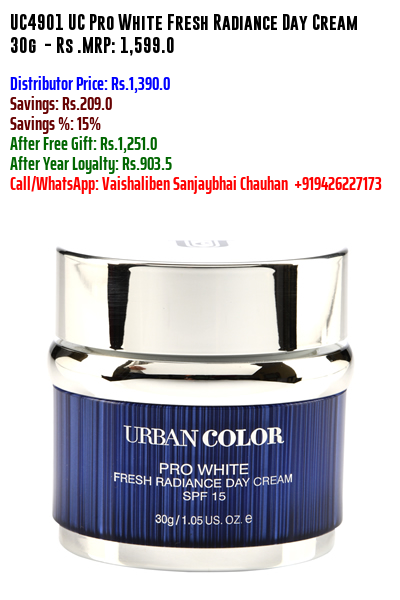 UC4901 UC Pro White Fresh Radiance Day Cream
30g - Rs .MRP: 1,599.0
Distributor Price: Rs.1,390.0
Savings: Rs.209.0
Savings %: 15%
After Free Gift: Rs.1,251.0
After Year Loyalty: Rs.903.5
Call/WhatsApp: Vaishaliben Sanjaybhai Chauhan +919426227173
URBAN COLOR
PRO WHITE
FRESH RADIANCE DAY CREAM
SPF 15
30g / 1.05 US. OZ. e